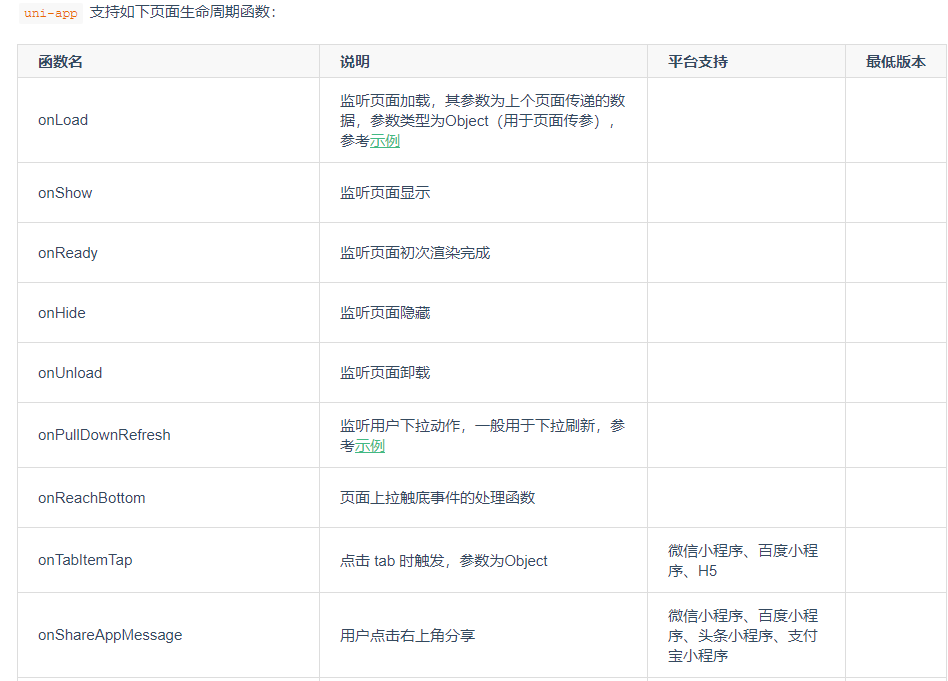 uni-app 支持如下页面生命周期函数：
函数名 说明 平台支持 最低版本
onLoad
监听页面加载，其参数为上个页面传递的数
据，参数类型为Object（用于页面传参），
参考示例
onShow 监听页面显示
onReady 监听页面初次渲染完成
onHide 监听页面隐藏
onUnload 监听页面卸载
onPullDownRefresh
监听用户下拉动作，一般用于下拉刷新，参
考示例
onReachBottom 页面上拉触底事件的处理函数
onTabItemTap 点击 tab 时触发，参数为Object
微信小程序、百度小程
序、H5
onShareAppMessage 用户点击右上角分享
微信小程序、百度小程
序、头条小程序、支付
宝小程序